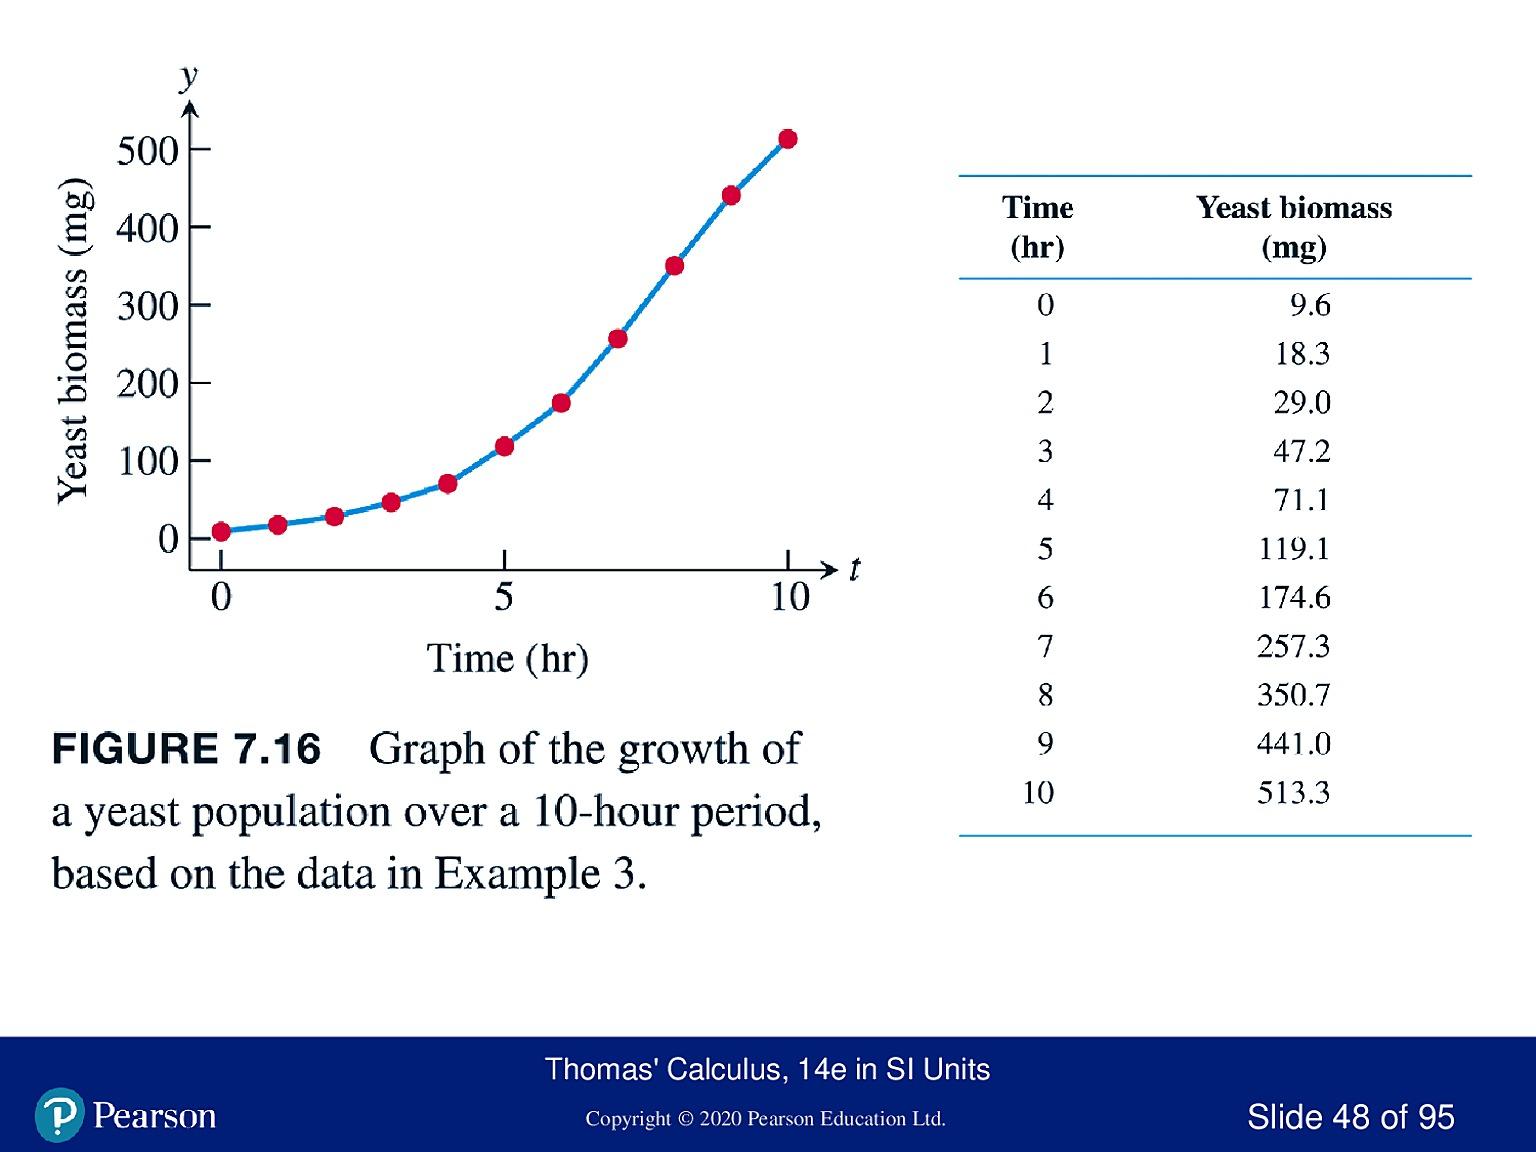 y
500
400
300
200
100
0
Yeast biomass (mg)
0 5 10 t
Time (hr)
FIGURE 7.16 Graph of the growth of
a yeast population over a 10-hour period,
based on the data in Example 3.
Time Yeast biomass
(hr) (mg)
0 9.6
1 18.3
2 29.0
3 47.2
4 71.1
5 119.1
6 174.6
7 257.3
8 350.7
9 441.0
10 513.3
Thomas' Calculus, 14e in SI Units
P Pearson
Copyright © 2020 Pearson Education Ltd.
Slide 48 of 95